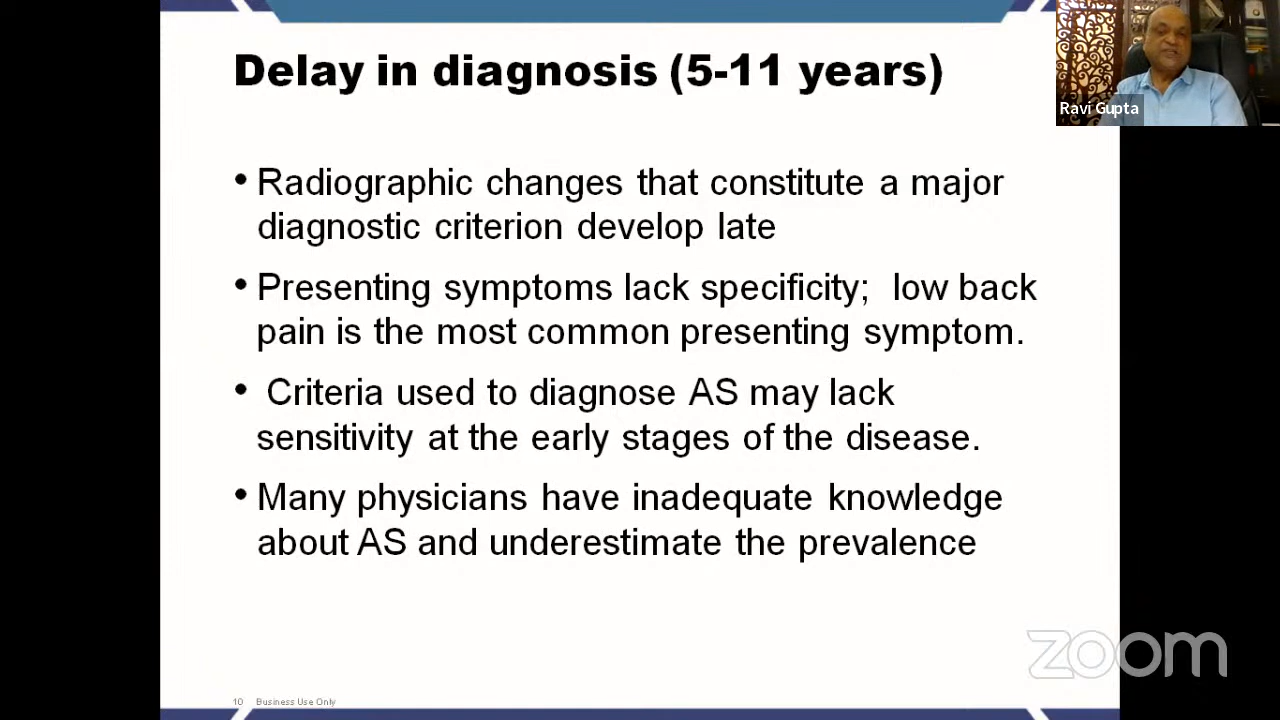 Delay in diagnosis (5-11 years)
Ravi Gupta
• Radiographic changes that constitute a major
diagnostic criterion develop late
• Presenting symptoms lack specificity;  low back
pain is the most common presenting symptom.
•  Criteria used to diagnose AS may lack
sensitivity at the early stages of the disease.
• Many physicians have inadequate knowledge
about AS and underestimate the prevalence
zoom
10 Business Use Only